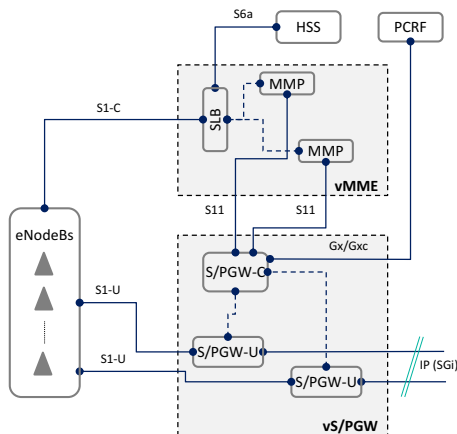 S6a
HSS
PCRF
MMP
S1-C
SLB
MMP
vMME
S11
S11
eNodeBs
Gx/Gxc
S/PGW-C
S1-U
S/PGW-U
IP (SGi)
S1-U
S/PGW-U
vS/PGW